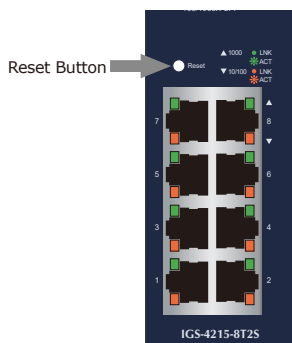 Reset Button
Reset
▲ 1000 LNK
ACT
▼ 10/100 LNK
ACT
7 8 ▲
▼
5 6
3 4
1 2
IGS-4215-8T2S